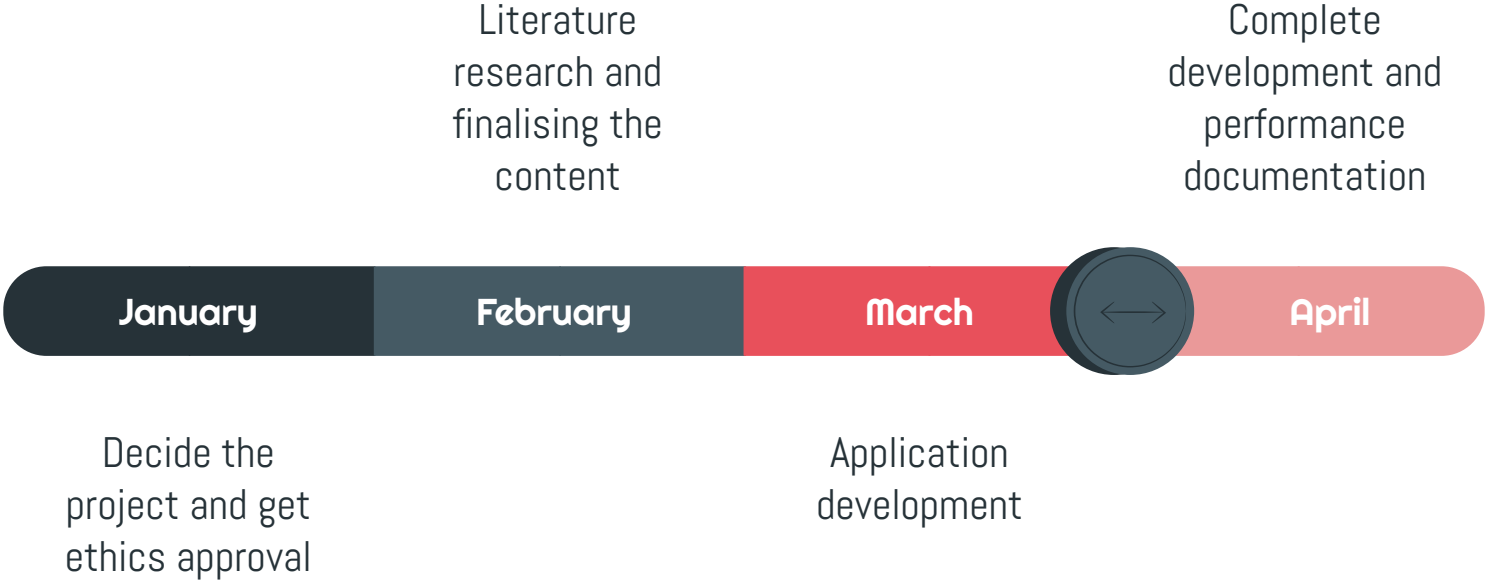 Literature
research and
finalising the
content
Complete
development and
performance
documentation
January
February
March
April
Decide the
project and get
ethics approval
Application
development